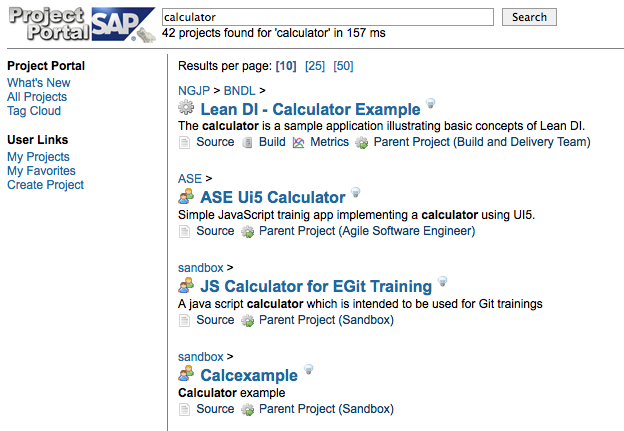 Project
Portal SAP
calculator Search
42 projects found for 'calculator' in 157 ms
Project Portal
What's New
All Projects
Tag Cloud
User Links
My Projects
My Favorites
Create Project
Results per page: [10] [25] [50]
NGJP > BNDL >
Lean DI - Calculator Example
The calculator is a sample application illustrating basic concepts of Lean DI.
Source Build Metrics Parent Project (Build and Delivery Team)
ASE >
ASE Ui5 Calculator
Simple JavaScript trainig app implementing a calculator using UI5.
Source Parent Project (Agile Software Engineer)
sandbox >
JS Calculator for EGit Training
A java script calculator which is intended to be used for Git trainings
Source Parent Project (Sandbox)
sandbox >
Calcexample
Calculator example
Source Parent Project (Sandbox)